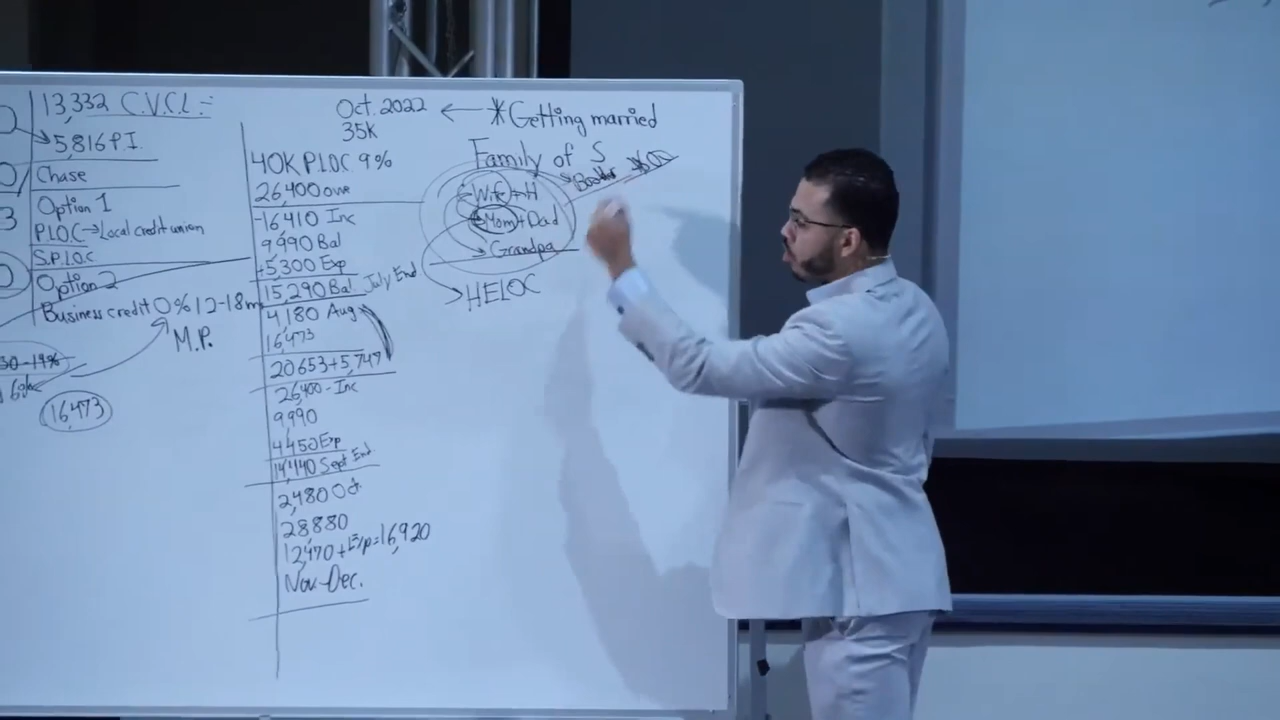 13,332 C.V.C.L =
5,816 P.I.
Chase
Option 1
P.L.O.C → Local credit union
S.P.L.O.C
Option 2
Business credit 0% 12-18m
M.P.
16,473
40K P.L.O.C 9%
26,400 owe
-16,410 Inc
9,990 Bal
+5,300 Exp
15,290 Bal. July End
4,180 Aug
16,473
20653+5,747
26,400 - Inc
9,990
4,450 Exp
14,440 Sept End
2,480 Oct.
28880
12,470 + Exp = 16,920
Nov-Dec.
Oct. 2022 ← *Getting married
35K
Family of 5
Wife + H
Mom + Dad
Grandpa
HELOC